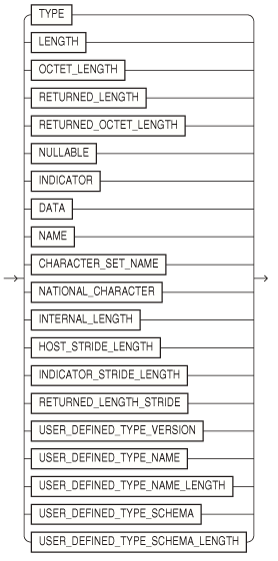 TYPE
LENGTH
OCTET_LENGTH
RETURNED_LENGTH
RETURNED_OCTET_LENGTH
NULLABLE
INDICATOR
DATA
NAME
CHARACTER_SET_NAME
NATIONAL_CHARACTER
INTERNAL_LENGTH
HOST_STRIDE_LENGTH
INDICATOR_STRIDE_LENGTH
RETURNED_LENGTH_STRIDE
USER_DEFINED_TYPE_VERSION
USER_DEFINED_TYPE_NAME
USER_DEFINED_TYPE_NAME_LENGTH
USER_DEFINED_TYPE_SCHEMA
USER_DEFINED_TYPE_SCHEMA_LENGTH